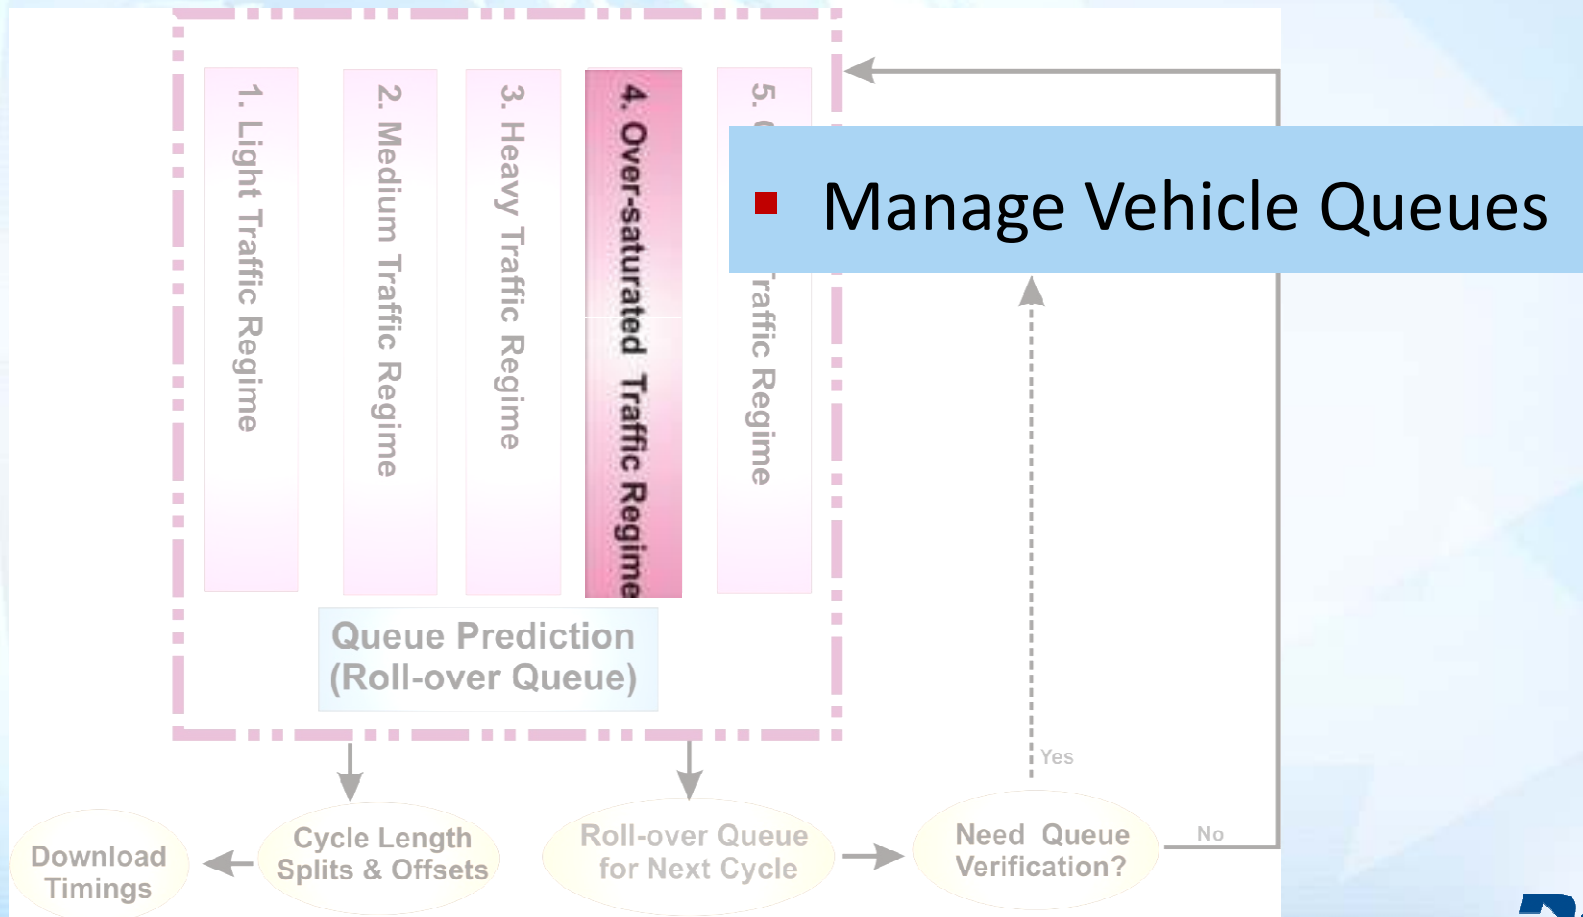 1. Light Traffic Regime
2. Medium Traffic Regime
3. Heavy Traffic Regime
4. Over-saturated Traffic Regime
5. Traffic Regime
▪ Manage Vehicle Queues
Queue Prediction
(Roll-over Queue)
Yes
No
Download
Timings
Cycle Length
Splits & Offsets
Roll-over Queue
for Next Cycle
Need Queue
Verification?